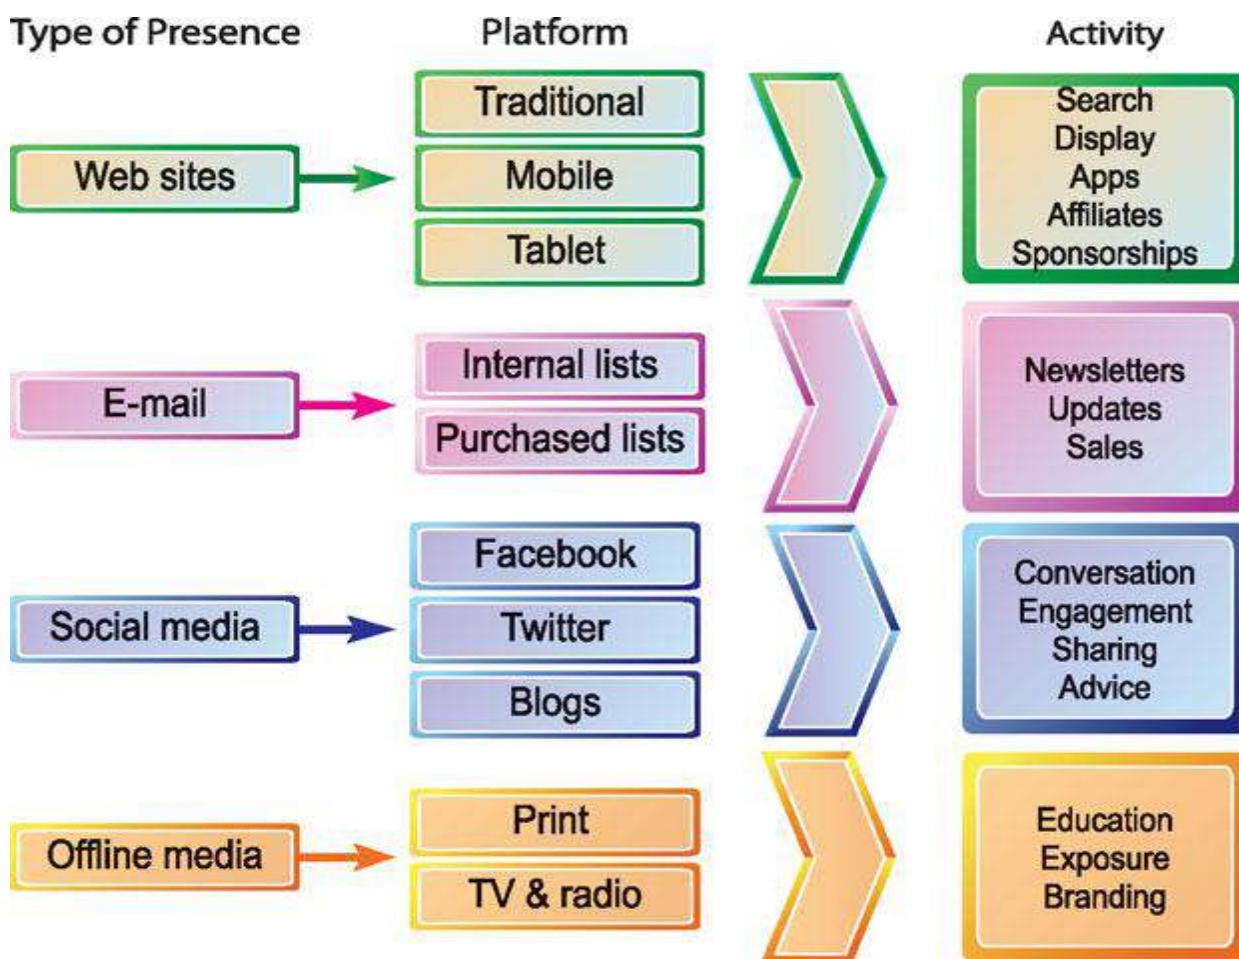 Type of Presence
Platform
Activity
Web sites
Traditional
Mobile
Tablet
Search
Display
Apps
Affiliates
Sponsorships
E-mail
Internal lists
Purchased lists
Newsletters
Updates
Sales
Social media
Facebook
Twitter
Blogs
Conversation
Engagement
Sharing
Advice
Offline media
Print
TV & radio
Education
Exposure
Branding